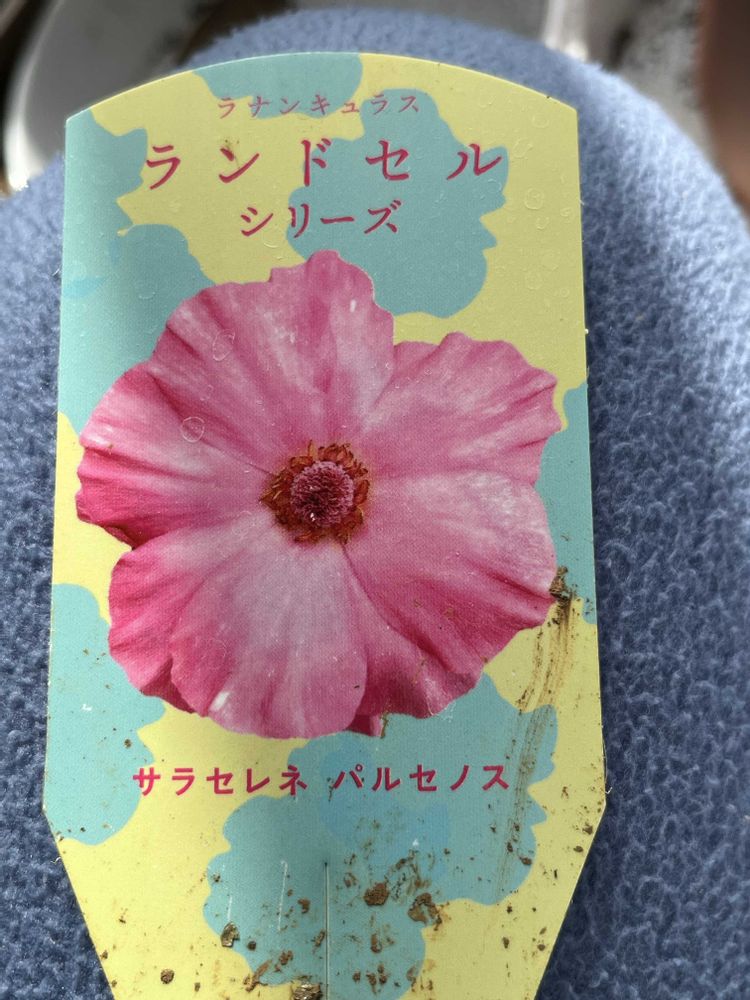 ラナンキュラス
ランドセル
シリーズ
サラセレネ パルセノス